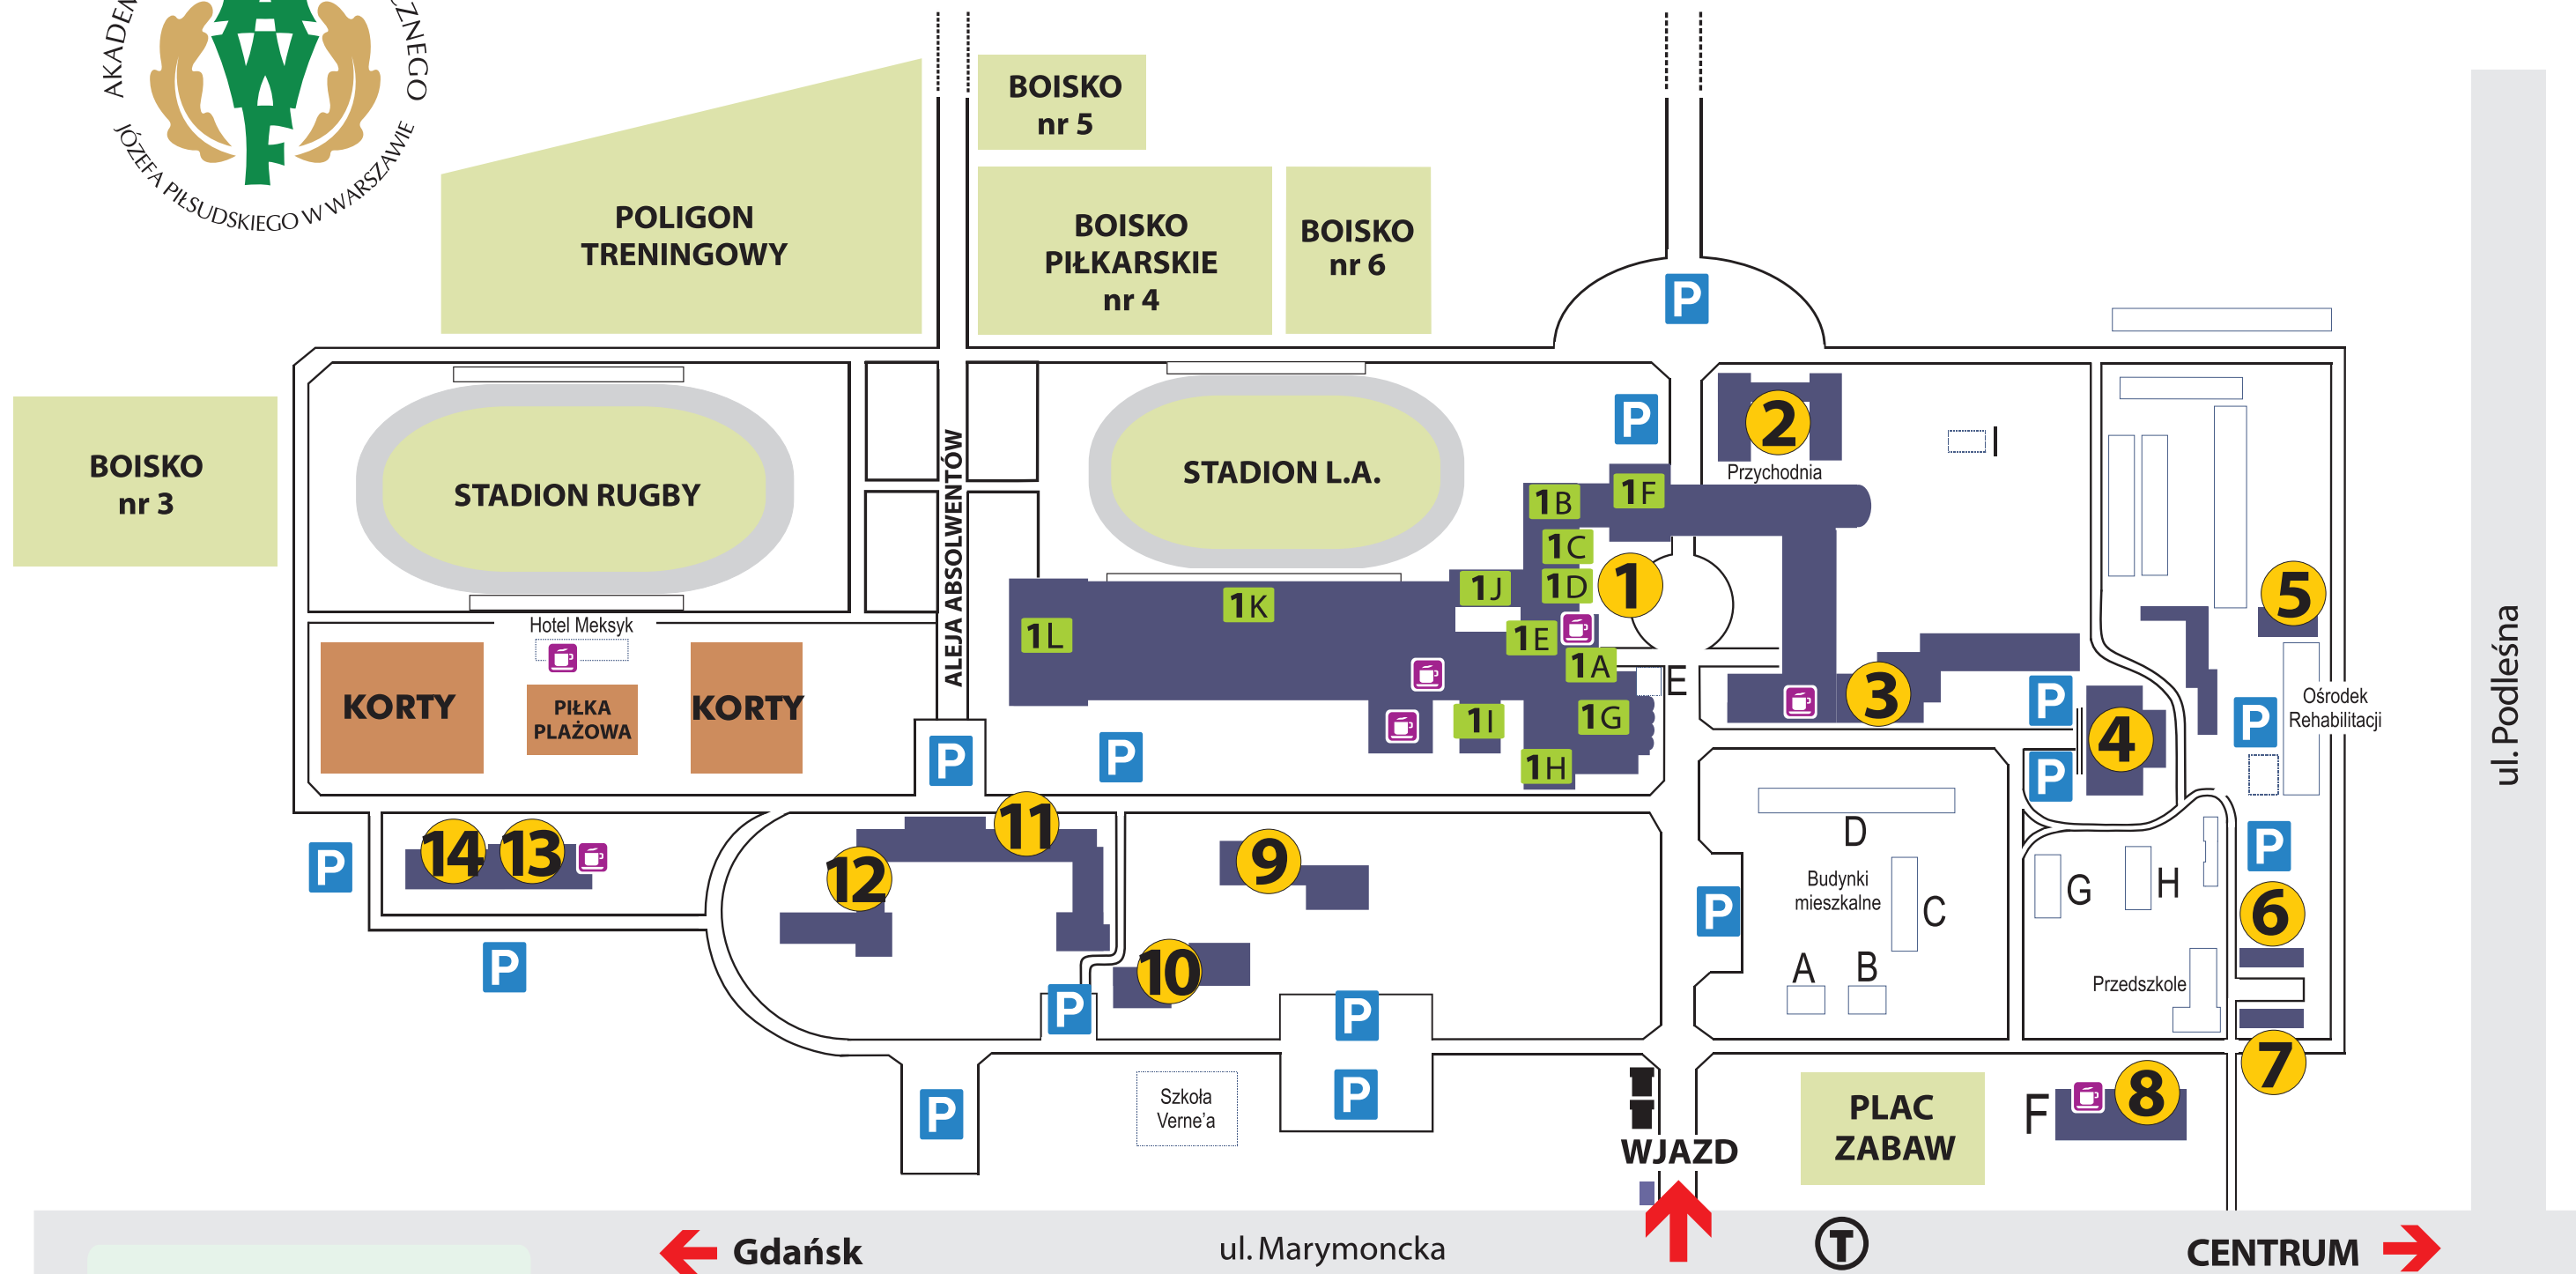 JÓZEFA PIŁSUDSKIEGO W WARSZAWIE
BOISKO
nr 5
POLIGON
TRENINGOWY
BOISKO
PIŁKARSKIE
nr 4
BOISKO
nr 6
P
BOISKO
nr 3
STADION RUGBY
ALEJA ABSOLWENTÓW
STADION L.A.
P
2
Przychodnia
I
1B
1F
1C
1D
1J
1
1K
1L
1E
1A
1G
1I
1H
E
3
P
4
P
5
P
Ośrodek
Rehabilitacji
ul. Podleśna
Hotel Meksyk
KORTY
PIŁKA
PLAŻOWA
KORTY
P
P
14
13
P
P
12
11
9
10
P
P
P
P
P
D
Budynki
mieszkalne
C
A
B
G
H
P
6
Przedszkole
7
Szkoła
Verne'a
WJAZD
PLAC
ZABAW
F
8
Gdańsk
ul. Marymoncka
T
CENTRUM